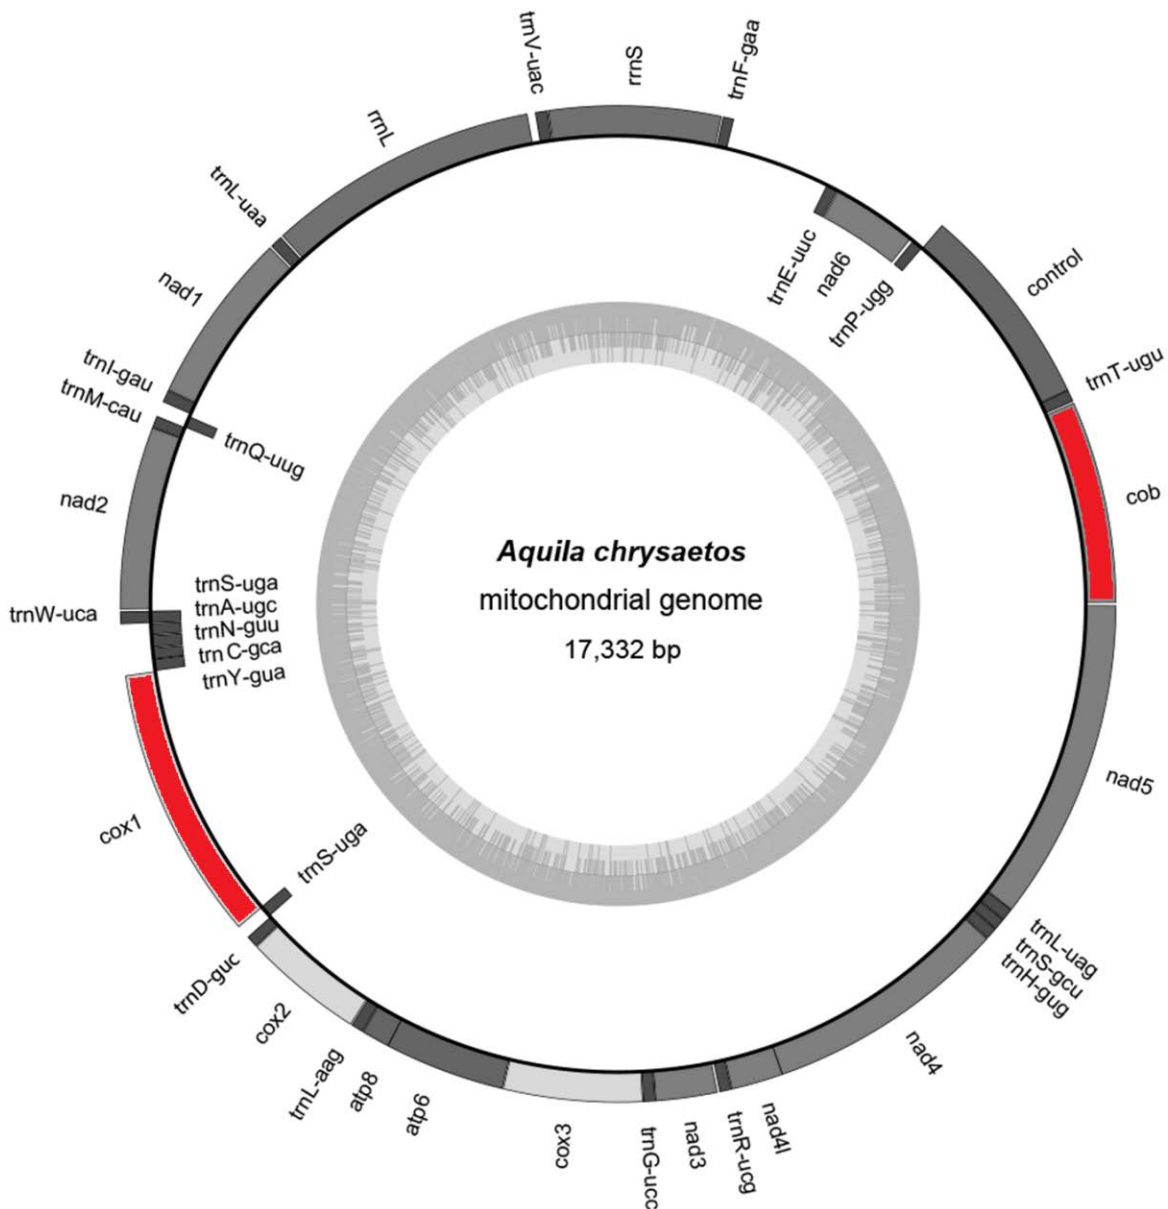 trnV-uac
rrnS
trnF-gaa
rrnL
trnL-uaa
nad1
trnI-gau
trnM-cau
trnQ-uug
nad2
trnW-uca
trnS-uga
trnA-ugc
trnN-guu
trn C-gca
trnY-gua
cox1
trnS-uga
trnD-guc
cox2
trnL-aag
atp8
atp6
cox3
trnG-ucc
nad3
trnR-ucg
nad4l
nad4
trnH-gug
trnS-gcu
trnL-uag
nad5
cob
trnT-ugu
control
trnP-ugg
nad6
trnE-uuc
Aquila chrysaetos
mitochondrial genome
17,332 bp